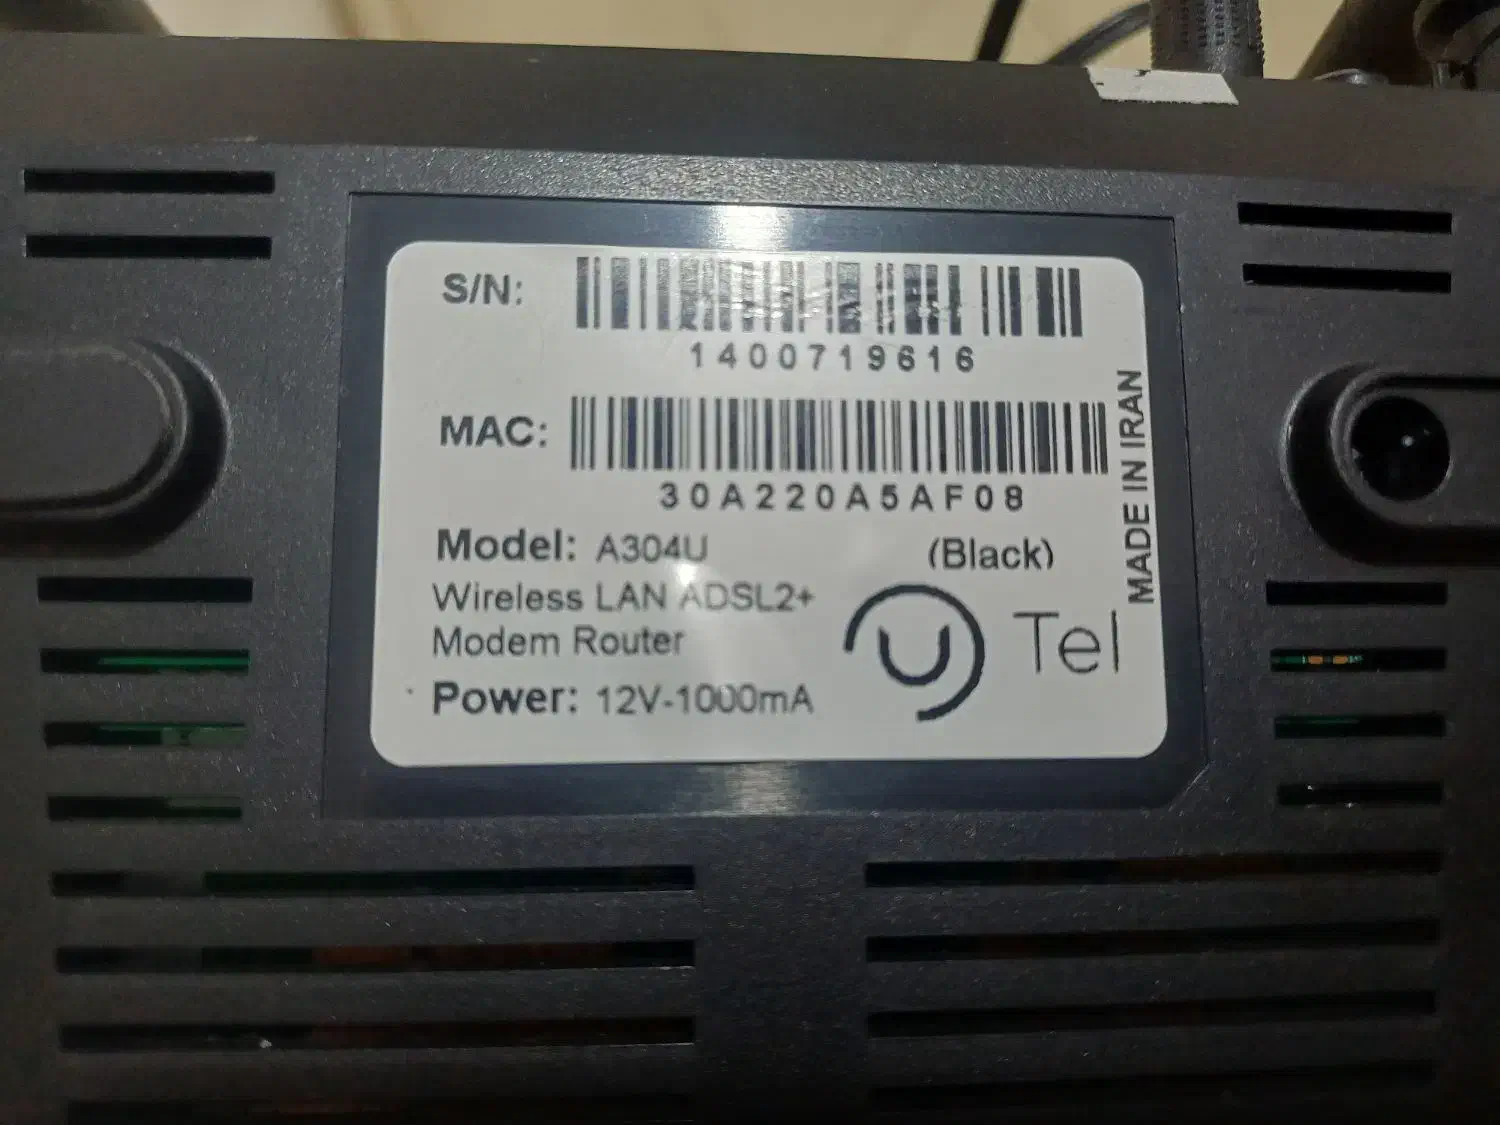 S/N:
1400719616
MAC:
30A220A5AF08
Model: A304U (Black)
Wireless LAN ADSL2+
Modem Router
Power: 12V-1000mA
U Tel
MADE IN IRAN